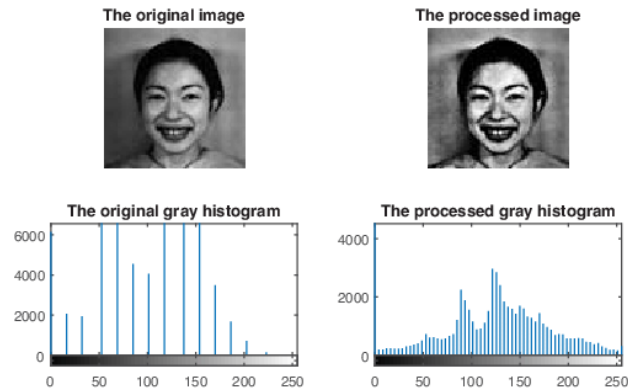 The original image
The processed image
The original gray histogram
6000
4000
2000
0
0 50 100 150 200 250
The processed gray histogram
4000
2000
0
0 50 100 150 200 250